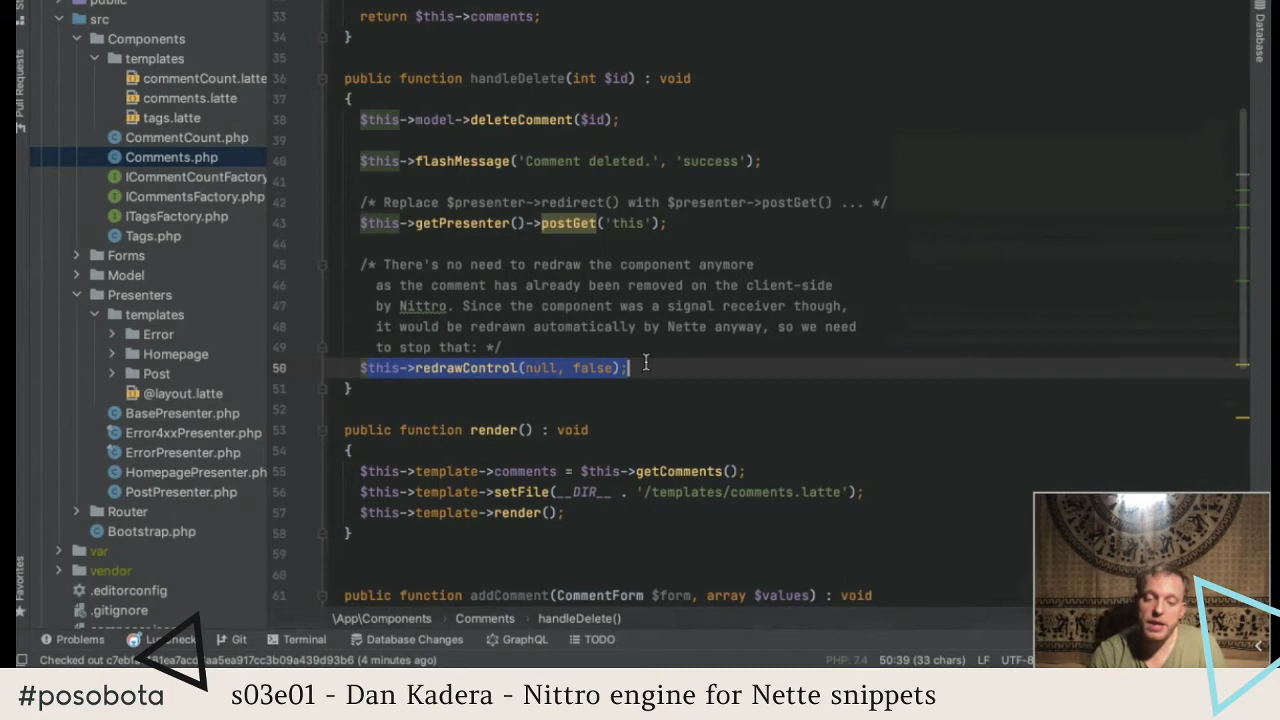 public
src
Components
templates
commentCount.latte
comments.latte
tags.latte
CommentCount.php
Comments.php
ICommentCountFactory
ICommentsFactory.php
ITagsFactory.php
Tags.php
Forms
Model
Presenters
templates
Error
Homepage
Post
@layout.latte
BasePresenter.php
Error4xxPresenter.php
ErrorPresenter.php
HomepagePresenter.ph
PostPresenter.php
Router
Bootstrap.php
var
vendor
.editorconfig
.gitignore
Pull Requests
Favorites
Database
33 return $this->comments;
34 }
35
36 public function handleDelete(int $id) : void
37 {
38 $this->model->deleteComment($id);
39
40 $this->flashMessage('Comment deleted.', 'success');
41
42 /* Replace $presenter->redirect() with $presenter->postGet() ... */
43 $this->getPresenter()->postGet('this');
44
45 /* There's no need to redraw the component anymore
46 as the comment has already been removed on the client-side
47 by Nittro. Since the component was a signal receiver though,
48 it would be redrawn automatically by Nette anyway, so we need
49 to stop that: */
50 $this->redrawControl(null, false);
51 }
52
53 public function render() : void
54 {
55 $this->template->comments = $this->getComments();
56 $this->template->setFile(__DIR__ . '/templates/comments.latte');
57 $this->template->render();
58 }
59
60
61 public function addComment(CommentForm $form, array $values) : void
\App\Components Comments handleDelete()
Problems Git Terminal Database Changes GraphQL TODO
Checked out (4 minutes ago) PHP: 7.4 50:39 (33 chars) LF UTF-8
#posobota s03e01 - Dan Kadera - Nittro engine for Nette snippets